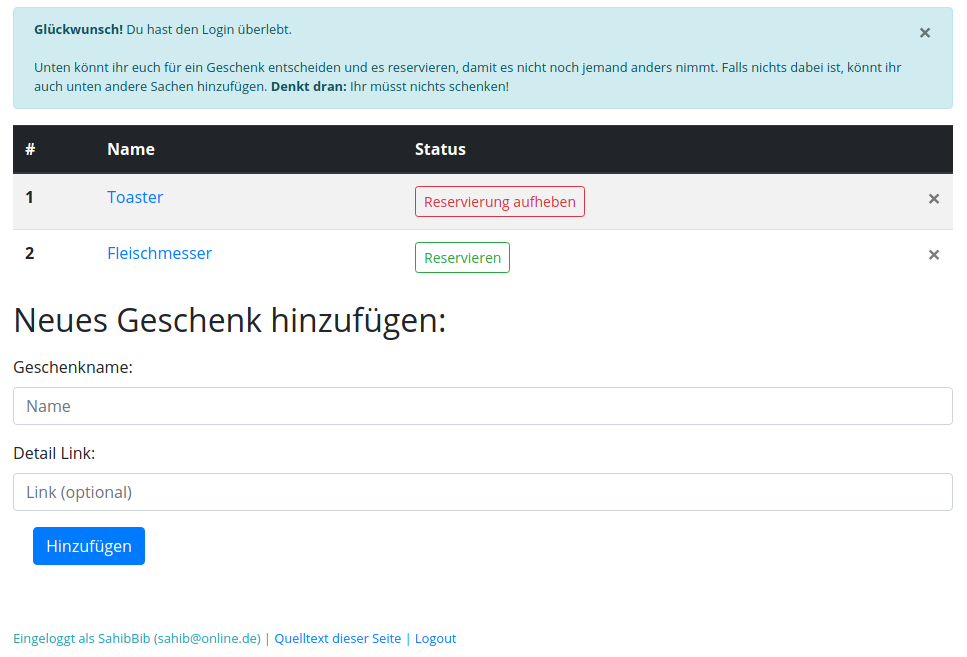 Glückwunsch! Du hast den Login überlebt.
×
Unten könnt ihr euch für ein Geschenk entscheiden und es reservieren, damit es nicht noch jemand anders nimmt. Falls nichts dabei ist, könnt ihr
auch unten andere Sachen hinzufügen. Denkt dran: Ihr müsst nichts schenken!
# Name Status
1 Toaster Reservierung aufheben ×
2 Fleischmesser Reservieren ×
Neues Geschenk hinzufügen:
Geschenkname:
Name
Detail Link:
Link (optional)
Hinzufügen
Eingeloggt als SahibBib (sahib@online.de) | Quelltext dieser Seite | Logout